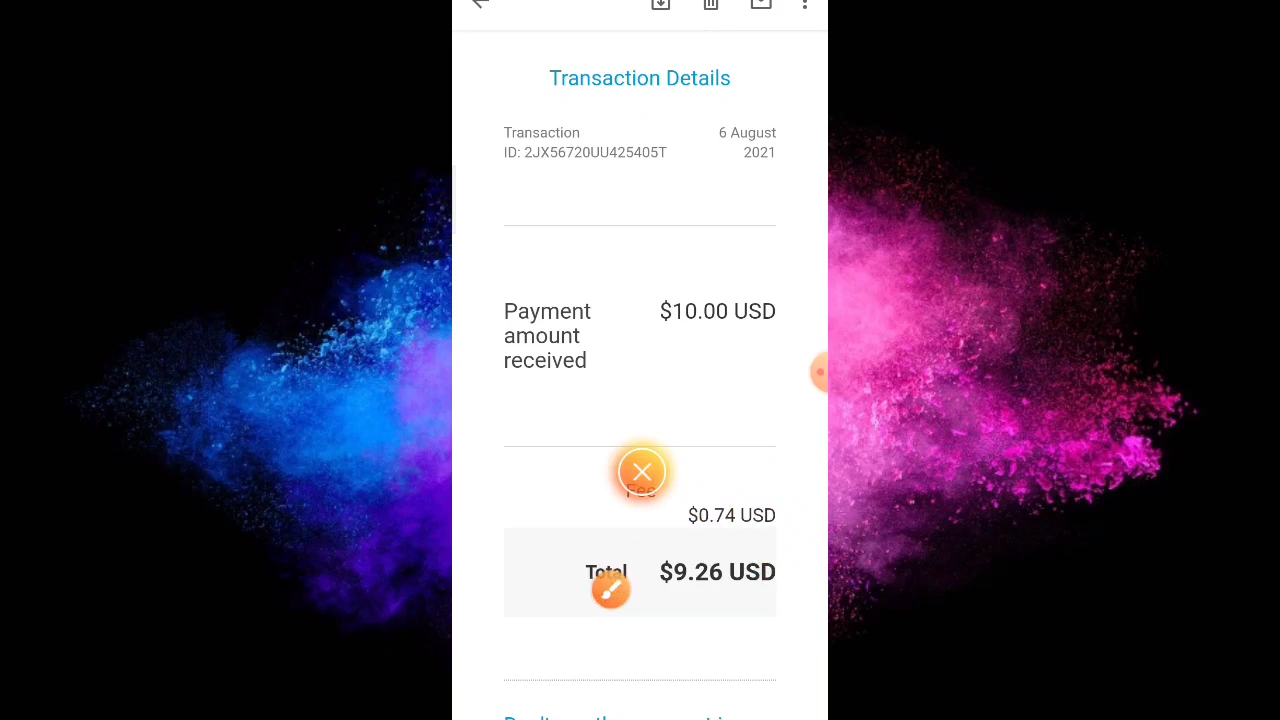 Transaction Details
Transaction
ID: 2JX56720UU425405T
6 August
2021
Payment
amount
received
$10.00 USD
Fee
$0.74 USD
Total
$9.26 USD